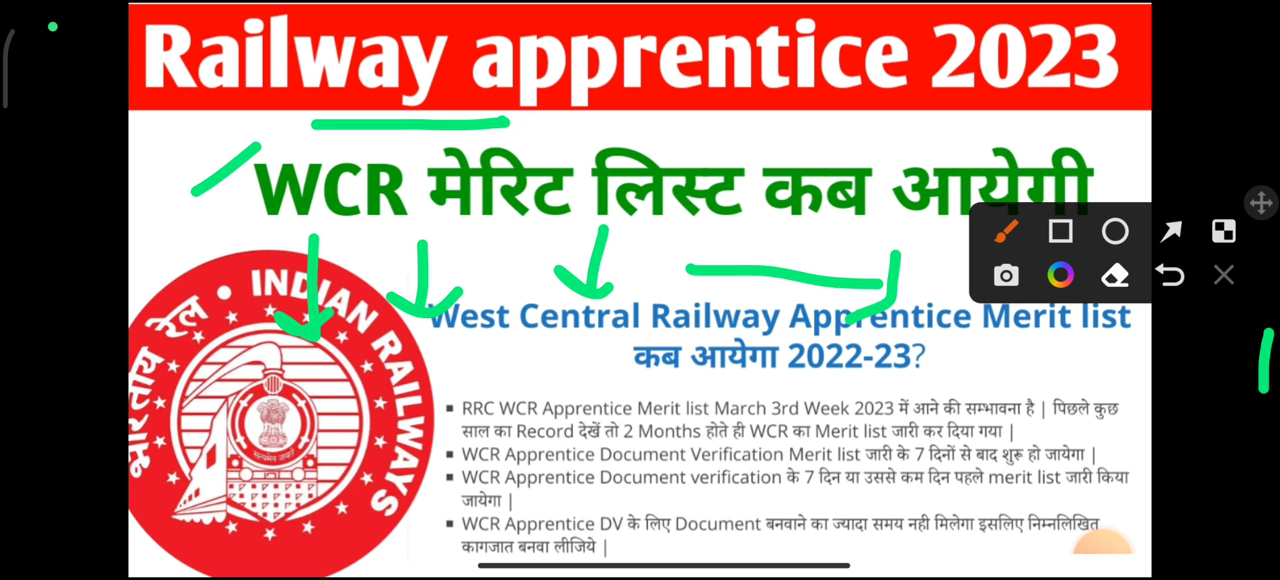 Railway apprentice 2023
WCR मेरिट लिस्ट कब आयेगी
भारतीय रेल • INDIAN RAILWAYS
सत्यमेव जयते
West Central Railway Apprentice Merit list
कब आयेगा 2022-23?
▪ RRC WCR Apprentice Merit list March 3rd Week 2023 में आने की सम्भावना है | पिछले कुछ
साल का Record देखें तो 2 Months होते ही WCR का Merit list जारी कर दिया गया |
▪ WCR Apprentice Document Verification Merit list जारी के 7 दिनों से बाद शुरू हो जायेगा |
▪ WCR Apprentice Document verification के 7 दिन या उससे कम दिन पहले merit list जारी किया
जायेगा |
▪ WCR Apprentice DV के लिए Document बनवाने का ज्यादा समय नही मिलेगा इसलिए निम्नलिखित
कागजात बनवा लीजिये |